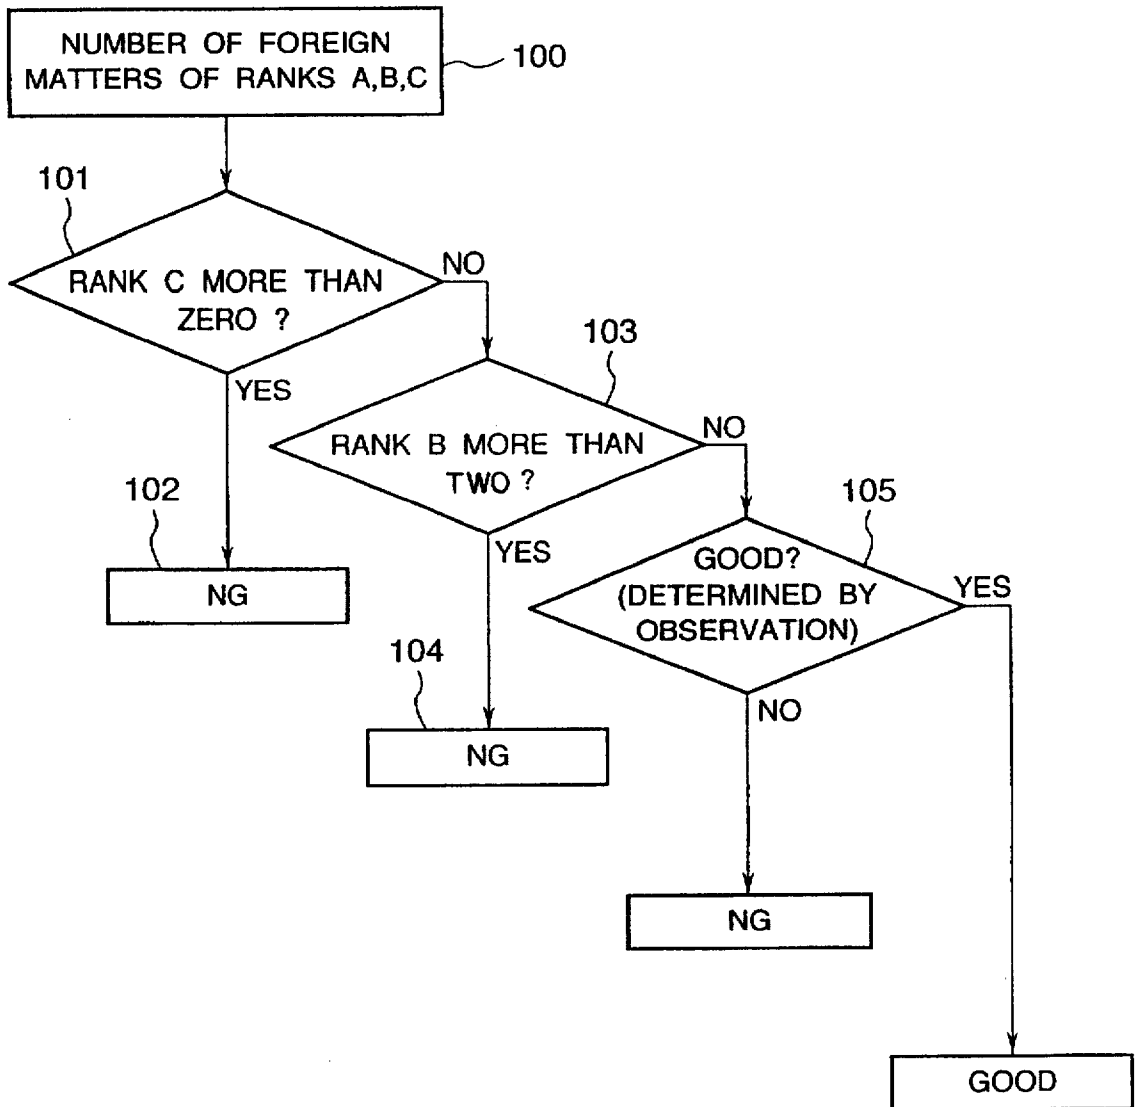 NUMBER OF FOREIGN
MATTERS OF RANKS A,B,C
100
101
RANK C MORE THAN
ZERO ?
NO
YES
103
RANK B MORE THAN
TWO ?
NO
YES
102
NG
105
GOOD?
(DETERMINED BY
OBSERVATION)
YES
NO
104
NG
NG
GOOD